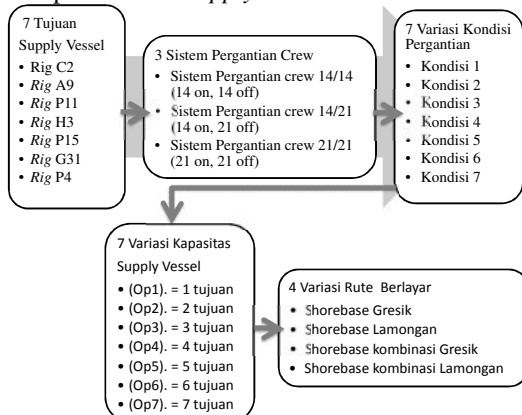 Supply
7 Tujuan
Supply Vessel
• Rig C2
• Rig A9
• Rig P11
• Rig H3
• Rig P15
• Rig G31
• Rig P4
3 Sistem Pergantian Crew
• Sistem Pergantian crew 14/14
(14 on, 14 off)
• Sistem Pergantian crew 14/21
(14 on, 21 off)
• Sistem Pergantian crew 21/21
(21 on, 21 off)
7 Variasi Kondisi
Pergantian
• Kondisi 1
• Kondisi 2
• Kondisi 3
• Kondisi 4
• Kondisi 5
• Kondisi 6
• Kondisi 7
7 Variasi Kapasitas
Supply Vessel
• (Op1). = 1 tujuan
• (Op2). = 2 tujuan
• (Op3). = 3 tujuan
• (Op4). = 4 tujuan
• (Op5). = 5 tujuan
• (Op6). = 6 tujuan
• (Op7). = 7 tujuan
4 Variasi Rute Berlayar
• Shorebase Gresik
• Shorebase Lamongan
• Shorebase kombinasi Gresik
• Shorebase kombinasi Lamongan